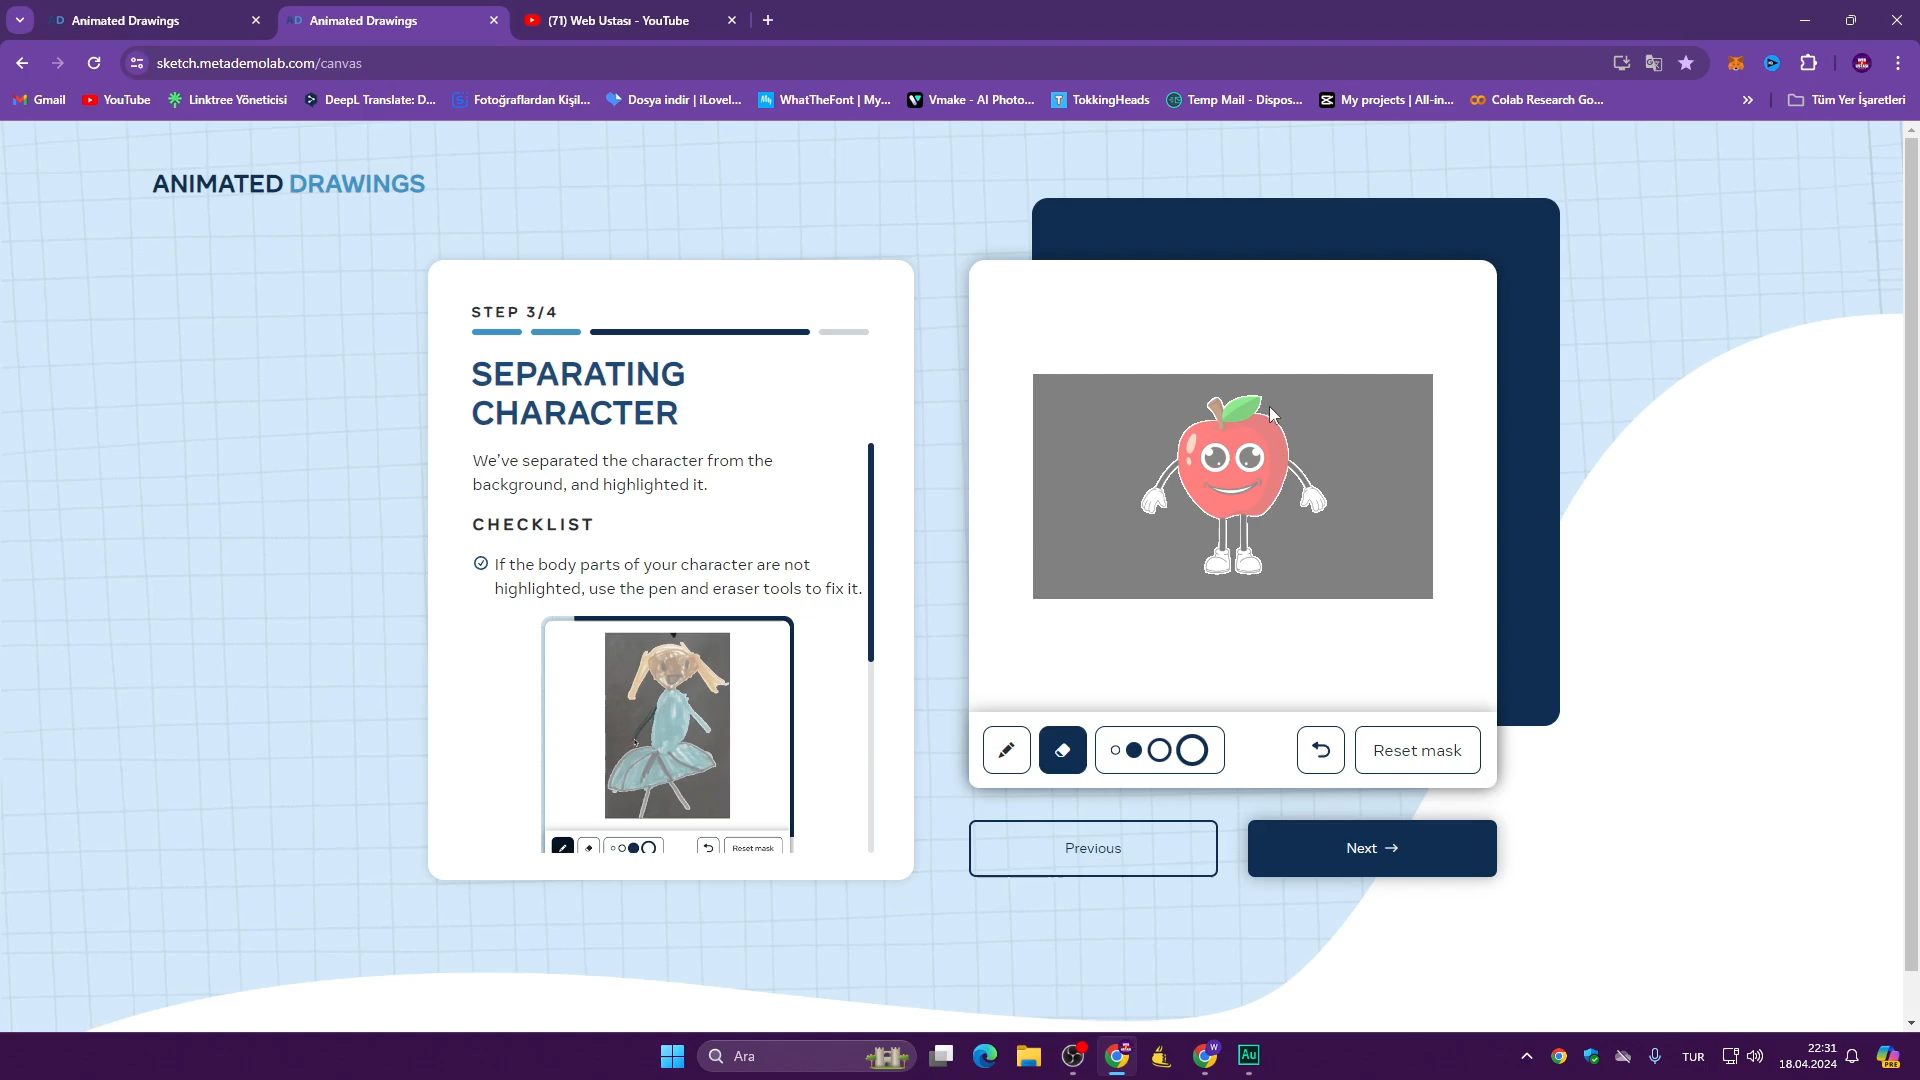 Animated Drawings
Animated Drawings
(71) Web Ustası - YouTube
sketch.metademolab.com/canvas
Gmail
YouTube
Linktree Yöneticisi
DeepL Translate: D...
Fotoğraflardan Kişil...
Dosya indir | iLovel...
WhatTheFont | My...
Vmake - AI Photo...
TokkingHeads
Temp Mail - Dispos...
My projects | All-in...
Colab Research Go...
Tüm Yer İşaretleri
ANIMATED DRAWINGS
STEP 3/4
SEPARATING
CHARACTER
We've separated the character from the
background, and highlighted it.
CHECKLIST
If the body parts of your character are not
highlighted, use the pen and eraser tools to fix it.
Reset mask
Reset mask
Previous
Next
Ara
Au
TUR
22:31
18.04.2024